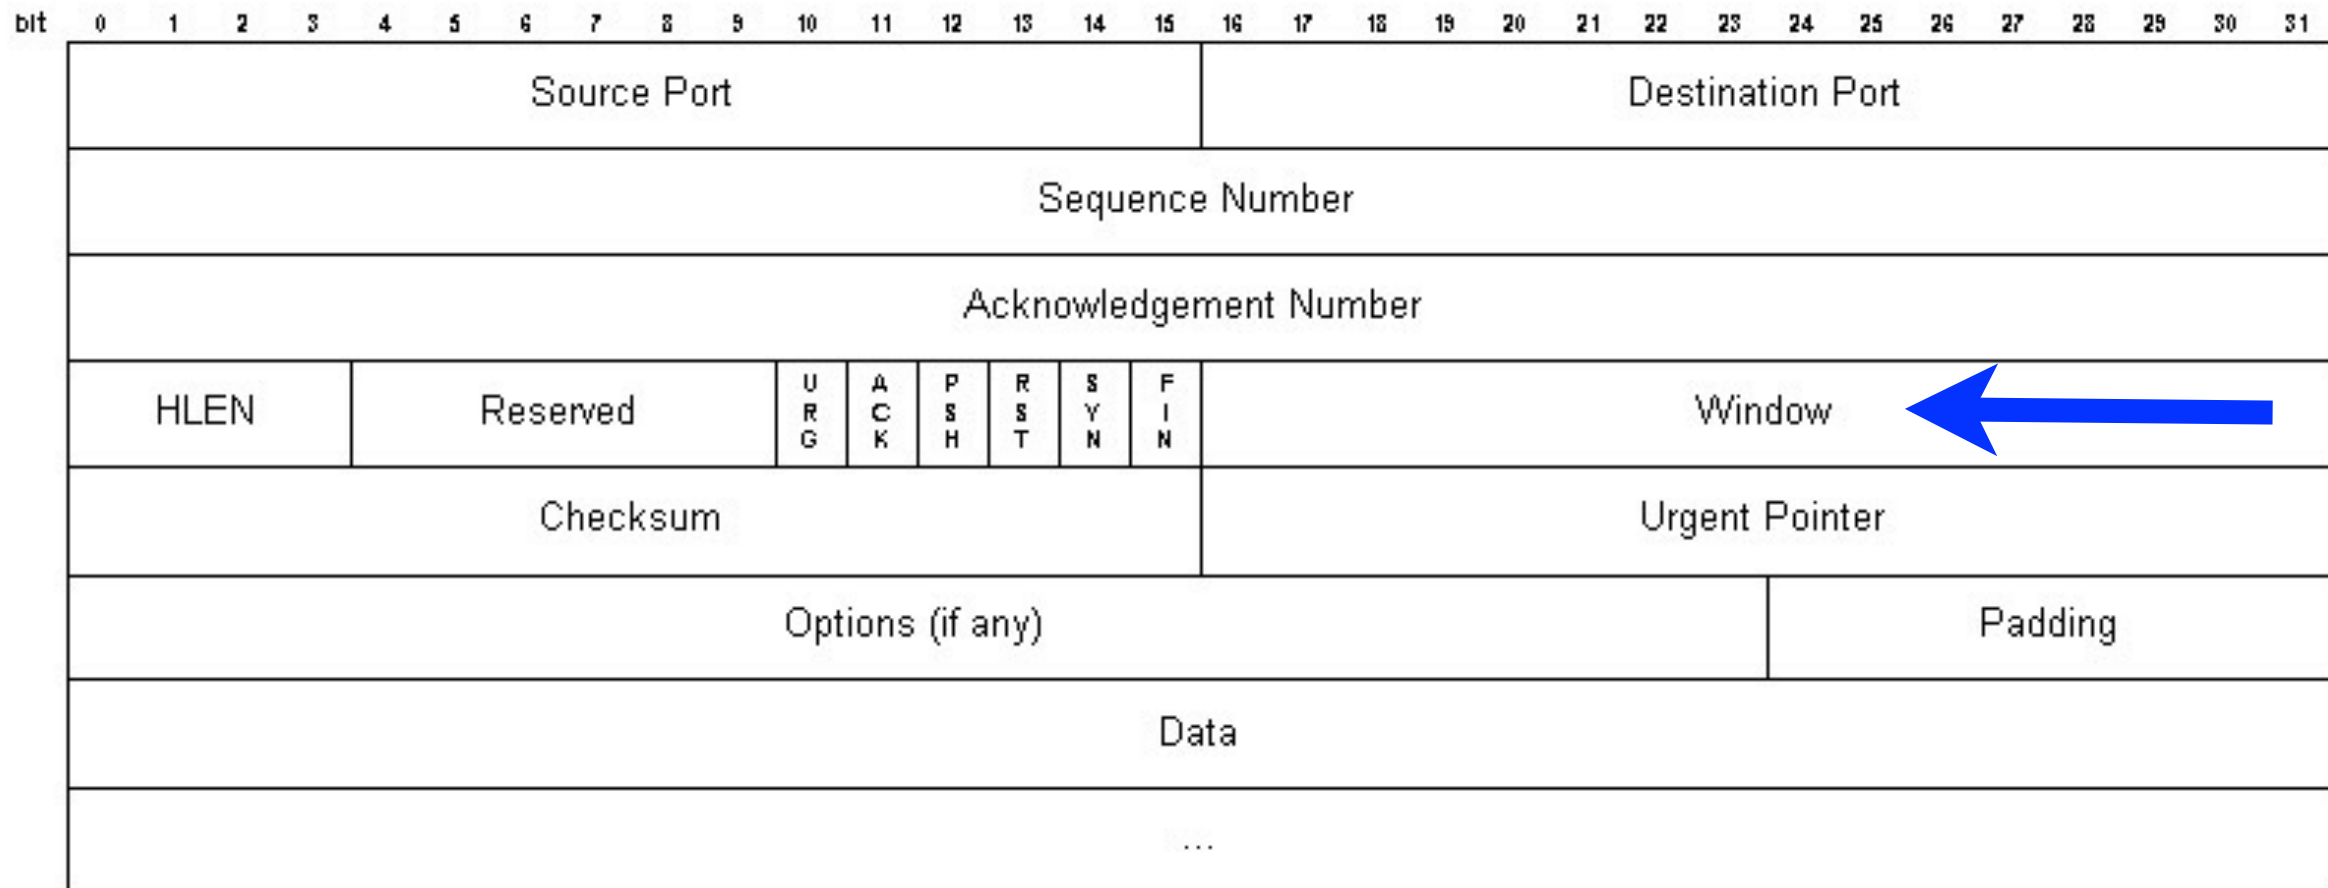 bit 0 1 2 3 4 5 6 7 8 9 10 11 12 13 14 15 16 17 18 19 20 21 22 23 24 25 26 27 28 29 30 31
Source Port Destination Port
Sequence Number
Acknowledgement Number
HLEN Reserved URG ACK PSH RST SYN FIN Window
Checksum Urgent Pointer
Options (if any) Padding
Data
...